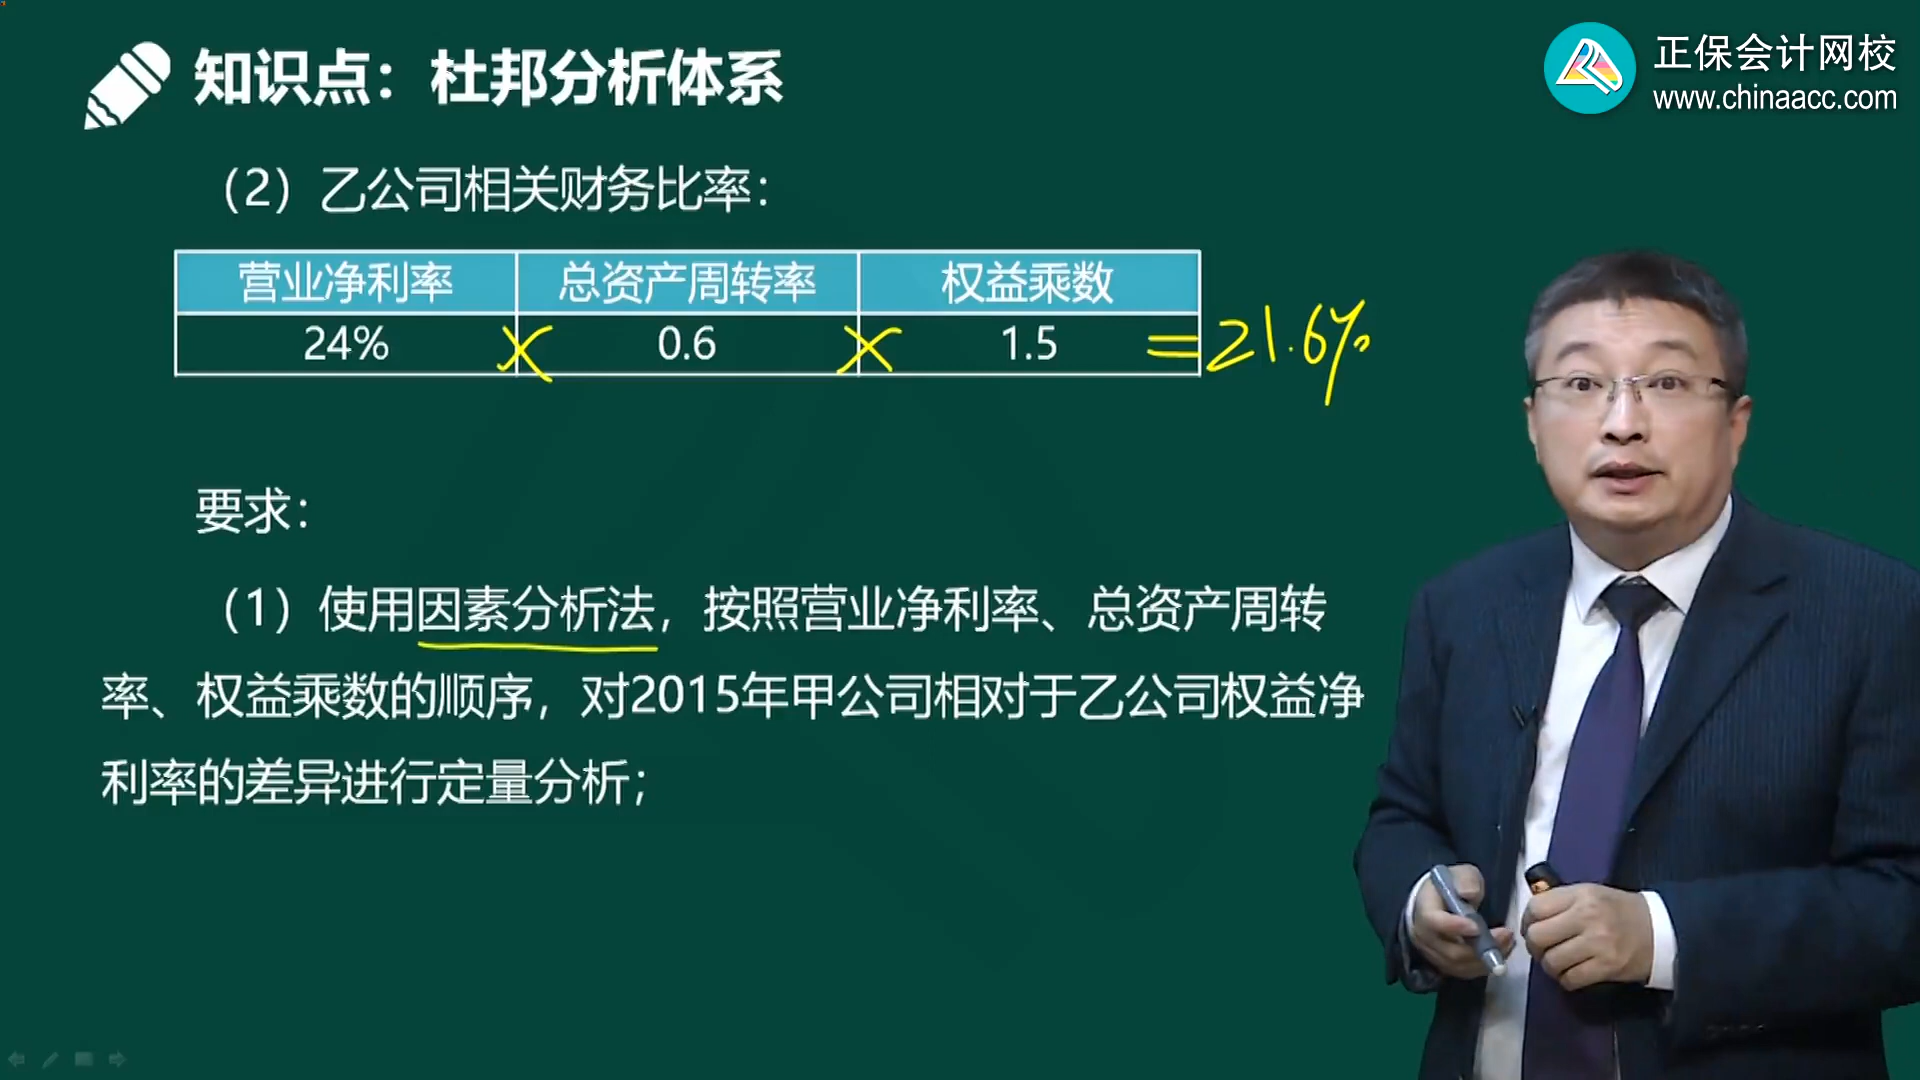 知识点：杜邦分析体系
正保会计网校
www.chinaacc.com
（2）乙公司相关财务比率：
营业净利率 总资产周转率 权益乘数
24% × 0.6 × 1.5 =21.6%
要求：
（1）使用因素分析法，按照营业净利率、总资产周转
率、权益乘数的顺序，对2015年甲公司相对于乙公司权益净
利率的差异进行定量分析；